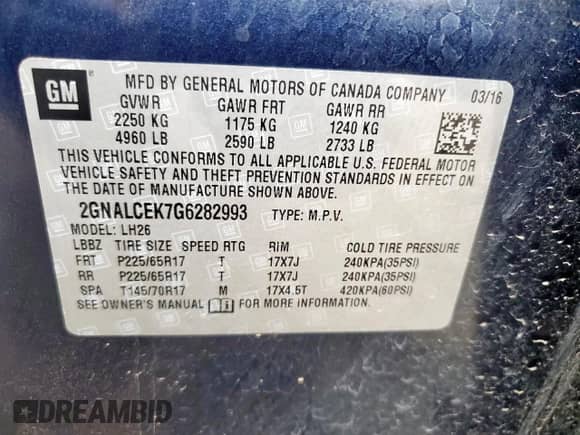 GM
MFD BY GENERAL MOTORS OF CANADA COMPANY 03/16
GVWR GAWR FRT GAWR RR
2250 KG 1175 KG 1240 KG
4960 LB 2590 LB 2733 LB
THIS VEHICLE CONFORMS TO ALL APPLICABLE U.S. FEDERAL MOTOR
VEHICLE SAFETY AND THEFT PREVENTION STANDARDS IN EFFECT ON
THE DATE OF MANUFACTURE SHOWN ABOVE.
2GNALCEK7G6282993 TYPE: M.P.V.
MODEL: LH26
LBBZ TIRE SIZE SPEED RTG RIM COLD TIRE PRESSURE
FRT P225/65R17 T 17X7J 240KPA(35PSI)
RR P225/65R17 T 17X7J 240KPA(35PSI)
SPA T145/70R17 M 17X4.5T 420KPA(60PSI)
SEE OWNER'S MANUAL i FOR MORE INFORMATION.
DREAMBID